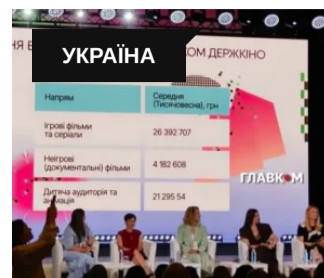 УКРАЇНА
КОМ ДЕРЖКІНО
Напрям
Середня
(Тисячовесна), грн
Ігрові фільми
та серіали
26 392 707
Неігрові
(документальні) фільми
4 182 608
ГЛАВКОМ
Дитяча аудиторія та
анімація
21 295 54